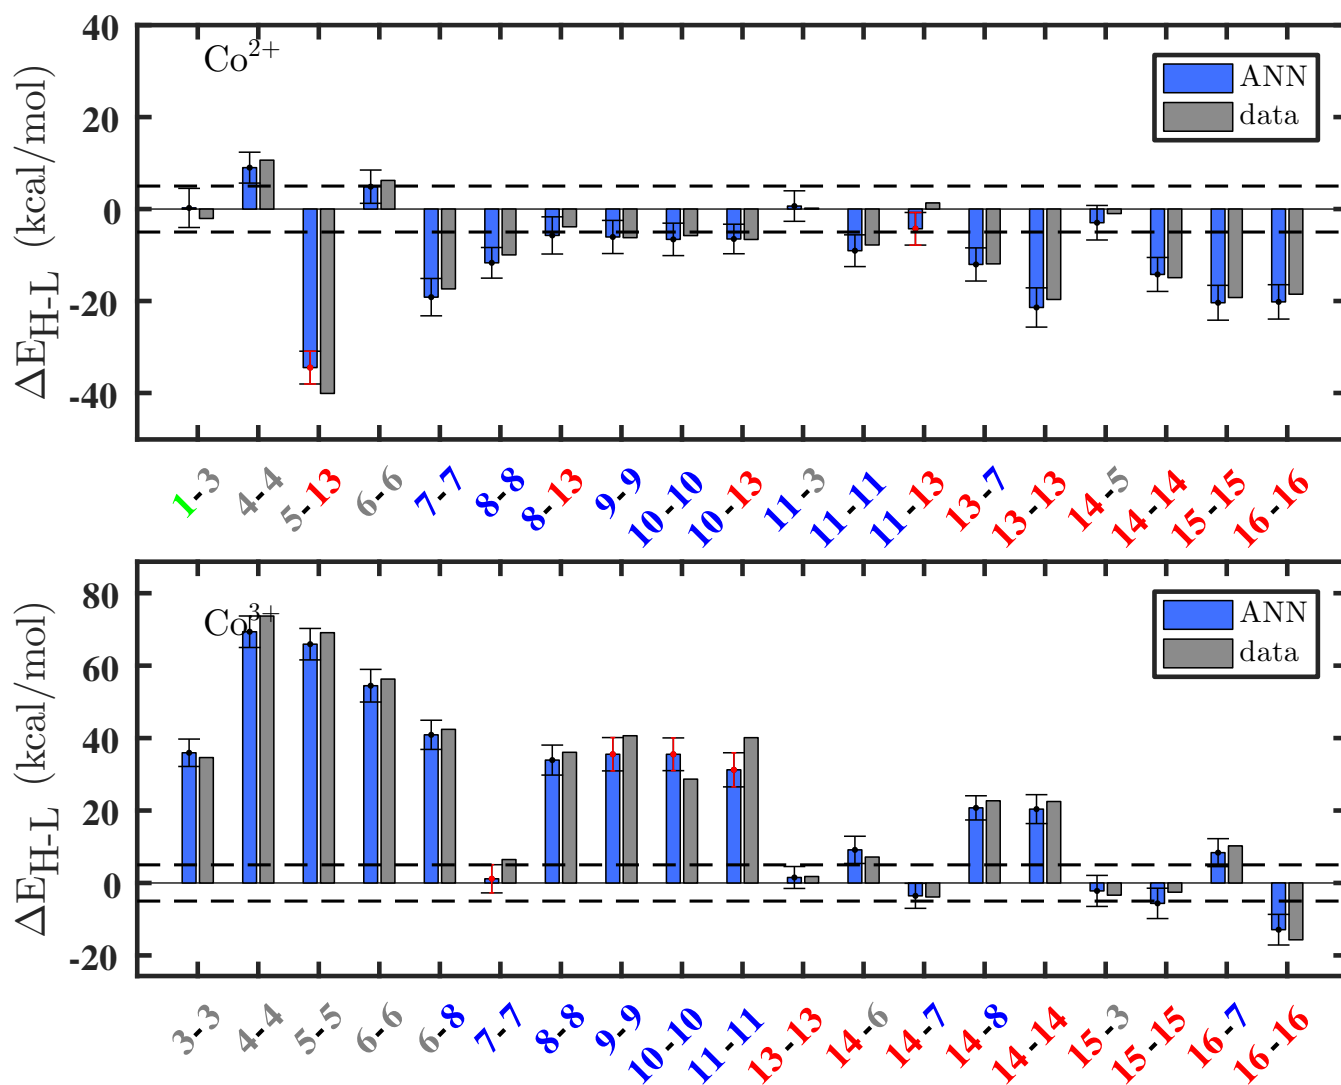 40
20
0
-20
-40
ΔE_H-L (kcal/mol)
Co²⁺
ANN
data
1-3 4-4 5-13 6-6 7-7 8-8 8-13 9-9 10-10 10-13 11-3 11-11 11-13 13-7 13-13 14-5 14-14 15-15 16-16
80
60
40
20
0
-20
ΔE_H-L (kcal/mol)
Co³⁺
ANN
data
3-3 4-4 5-5 6-6 6-8 7-7 8-8 9-9 10-10 11-11 13-13 14-6 14-7 14-8 14-14 15-3 15-15 16-7 16-16